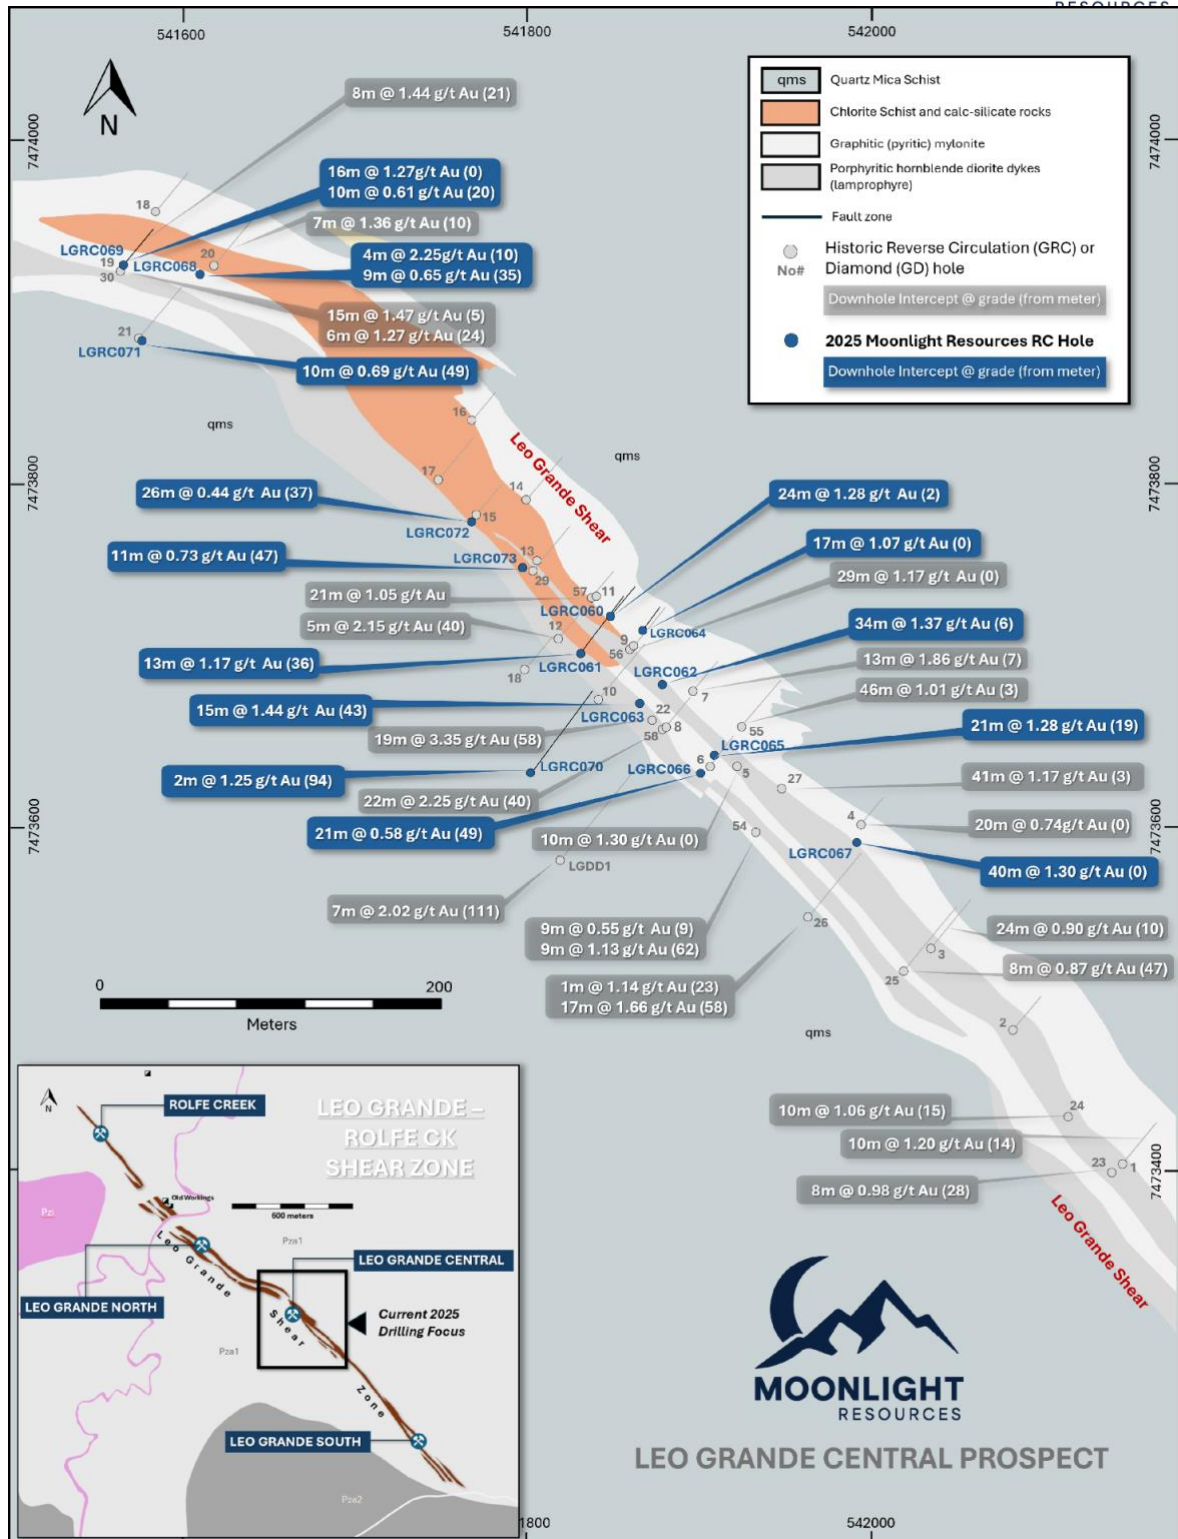 RESOURCES
541600
541800
542000
N
7474000
7474000
7473800
7473800
7473600
7473600
7473400
1800
542000
qms
Quartz Mica Schist
Chlorite Schist and calc-silicate rocks
Graphitic (pyritic) mylonite
Porphyritic hornblende diorite dykes
(lamprophyre)
Fault zone
Historic Reverse Circulation (GRC) or
Diamond (GD) hole
No#
Downhole Intercept @ grade (from meter)
2025 Moonlight Resources RC Hole
Downhole Intercept @ grade (from meter)
8m @ 1.44 g/t Au (21)
16m @ 1.27g/t Au (0)
10m @ 0.61 g/t Au (20)
18
7m @ 1.36 g/t Au (10)
LGRC069
19
30
LGRC068
20
4m @ 2.25g/t Au (10)
9m @ 0.65 g/t Au (35)
15m @ 1.47 g/t Au (5)
6m @ 1.27 g/t Au (24)
21
LGRC071
10m @ 0.69 g/t Au (49)
16
qms
Leo Grande Shear
qms
17
14
26m @ 0.44 g/t Au (37)
15
LGRC072
24m @ 1.28 g/t Au (2)
17m @ 1.07 g/t Au (0)
11m @ 0.73 g/t Au (47)
LGRC073
13
29
29m @ 1.17 g/t Au (0)
21m @ 1.05 g/t Au
57
11
LGRC060
5m @ 2.15 g/t Au (40)
12
9
56
LGRC064
34m @ 1.37 g/t Au (6)
13m @ 1.17 g/t Au (36)
LGRC061
LGRC062
13m @ 1.86 g/t Au (7)
18
10
7
46m @ 1.01 g/t Au (3)
15m @ 1.44 g/t Au (43)
LGRC063
22
58
8
55
21m @ 1.28 g/t Au (19)
19m @ 3.35 g/t Au (58)
LGRC065
2m @ 1.25 g/t Au (94)
LGRC070
LGRC066
6
5
27
41m @ 1.17 g/t Au (3)
22m @ 2.25 g/t Au (40)
21m @ 0.58 g/t Au (49)
10m @ 1.30 g/t Au (0)
54
4
20m @ 0.74g/t Au (0)
LGRC067
LGDD1
40m @ 1.30 g/t Au (0)
7m @ 2.02 g/t Au (111)
9m @ 0.55 g/t Au (9)
9m @ 1.13 g/t Au (62)
26
24m @ 0.90 g/t Au (10)
3
8m @ 0.87 g/t Au (47)
25
1m @ 1.14 g/t Au (23)
17m @ 1.66 g/t Au (58)
2
qms
0
200
Meters
10m @ 1.06 g/t Au (15)
24
10m @ 1.20 g/t Au (14)
23
1
8m @ 0.98 g/t Au (28)
Leo Grande Shear
N
ROLFE CREEK
LEO GRANDE –
ROLFE CK
SHEAR ZONE
Old Workings
600 meters
Pzi
Pza1
Leo Grande
Shear
Zone
LEO GRANDE CENTRAL
LEO GRANDE NORTH
Current 2025
Drilling Focus
Pza1
LEO GRANDE SOUTH
Pza2
MOONLIGHT
RESOURCES
LEO GRANDE CENTRAL PROSPECT